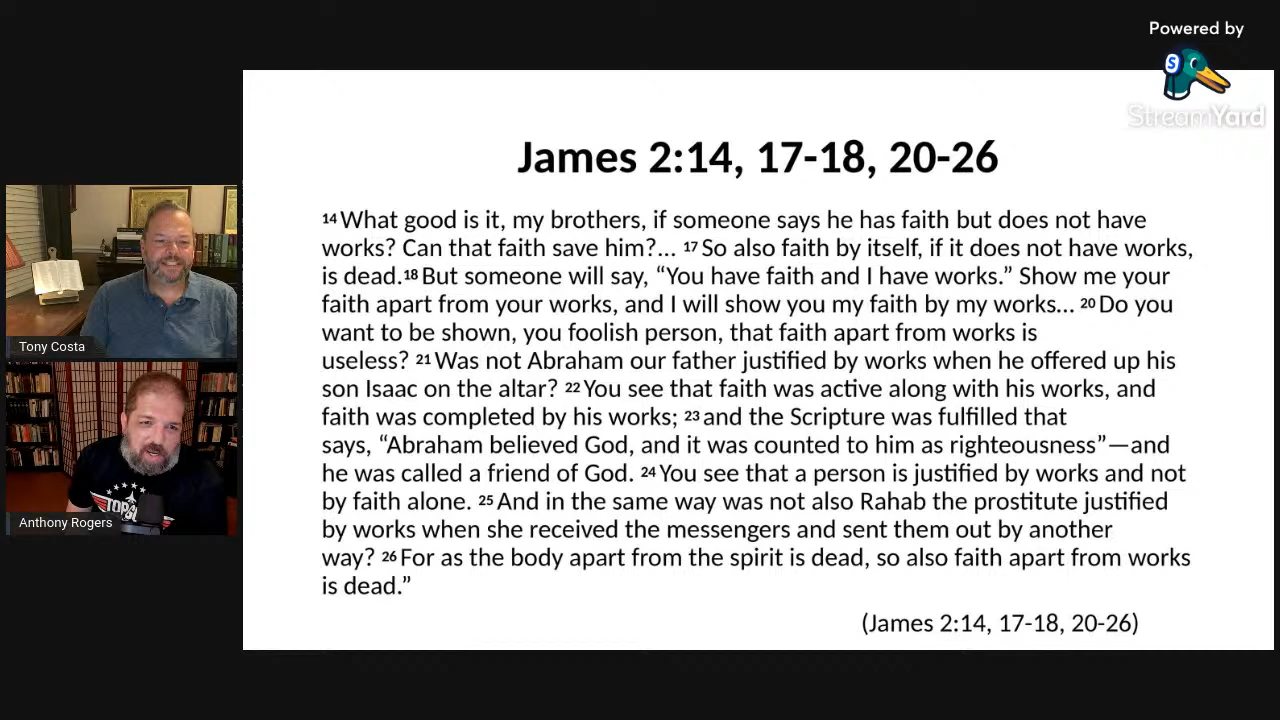 Powered by
StreamYard
James 2:14, 17-18, 20-26
14 What good is it, my brothers, if someone says he has faith but does not have
works? Can that faith save him?... 17 So also faith by itself, if it does not have works,
is dead.18 But someone will say, “You have faith and I have works.” Show me your
faith apart from your works, and I will show you my faith by my works... 20 Do you
want to be shown, you foolish person, that faith apart from works is
useless? 21 Was not Abraham our father justified by works when he offered up his
son Isaac on the altar? 22 You see that faith was active along with his works, and
faith was completed by his works; 23 and the Scripture was fulfilled that
says, “Abraham believed God, and it was counted to him as righteousness”—and
he was called a friend of God. 24 You see that a person is justified by works and not
by faith alone. 25 And in the same way was not also Rahab the prostitute justified
by works when she received the messengers and sent them out by another
way? 26 For as the body apart from the spirit is dead, so also faith apart from works
is dead.”
(James 2:14, 17-18, 20-26)
Tony Costa
Anthony Rogers